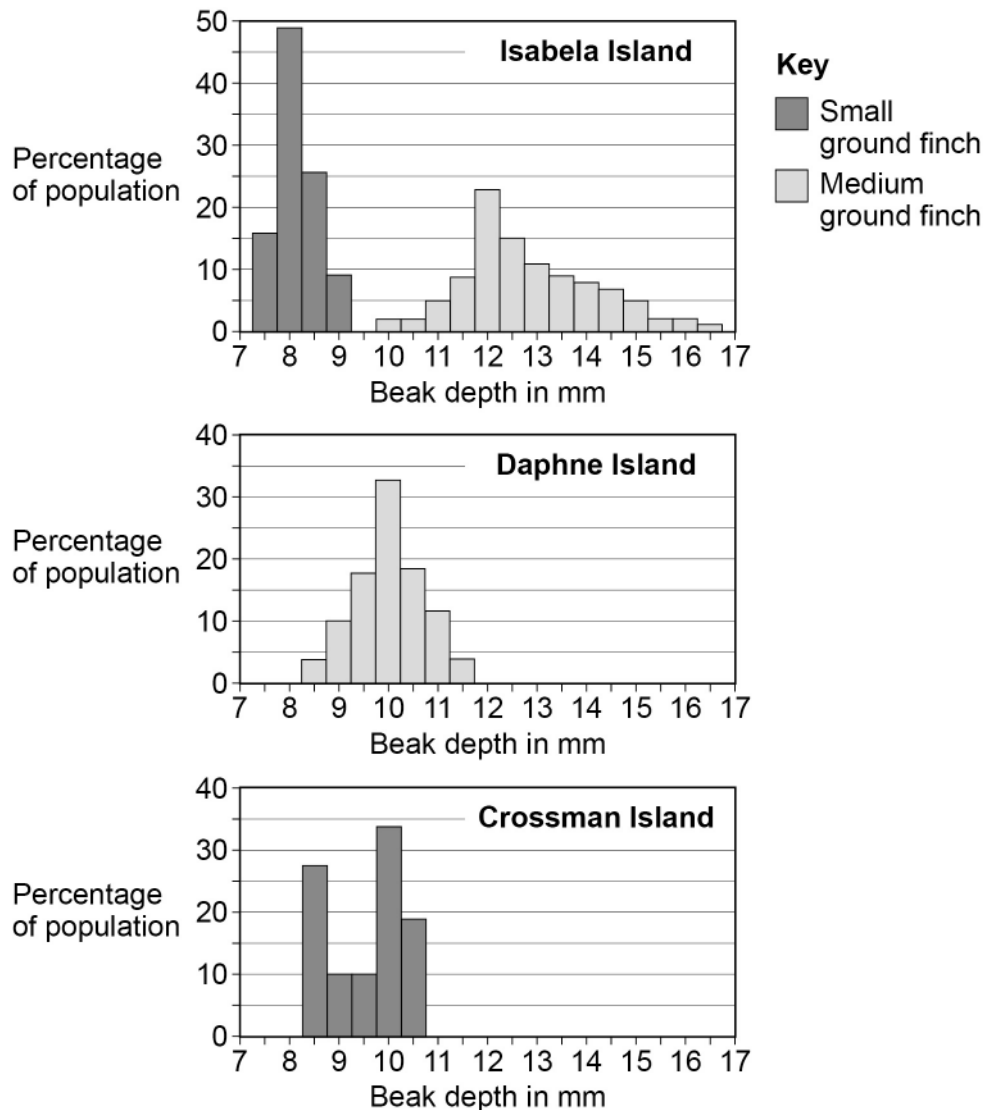 50
40
30
20
10
0
Percentage
of population
Isabela Island
7 8 9 10 11 12 13 14 15 16 17
Beak depth in mm
Key
Small
ground finch
Medium
ground finch
40
30
20
10
0
Percentage
of population
Daphne Island
7 8 9 10 11 12 13 14 15 16 17
Beak depth in mm
40
30
20
10
0
Percentage
of population
Crossman Island
7 8 9 10 11 12 13 14 15 16 17
Beak depth in mm